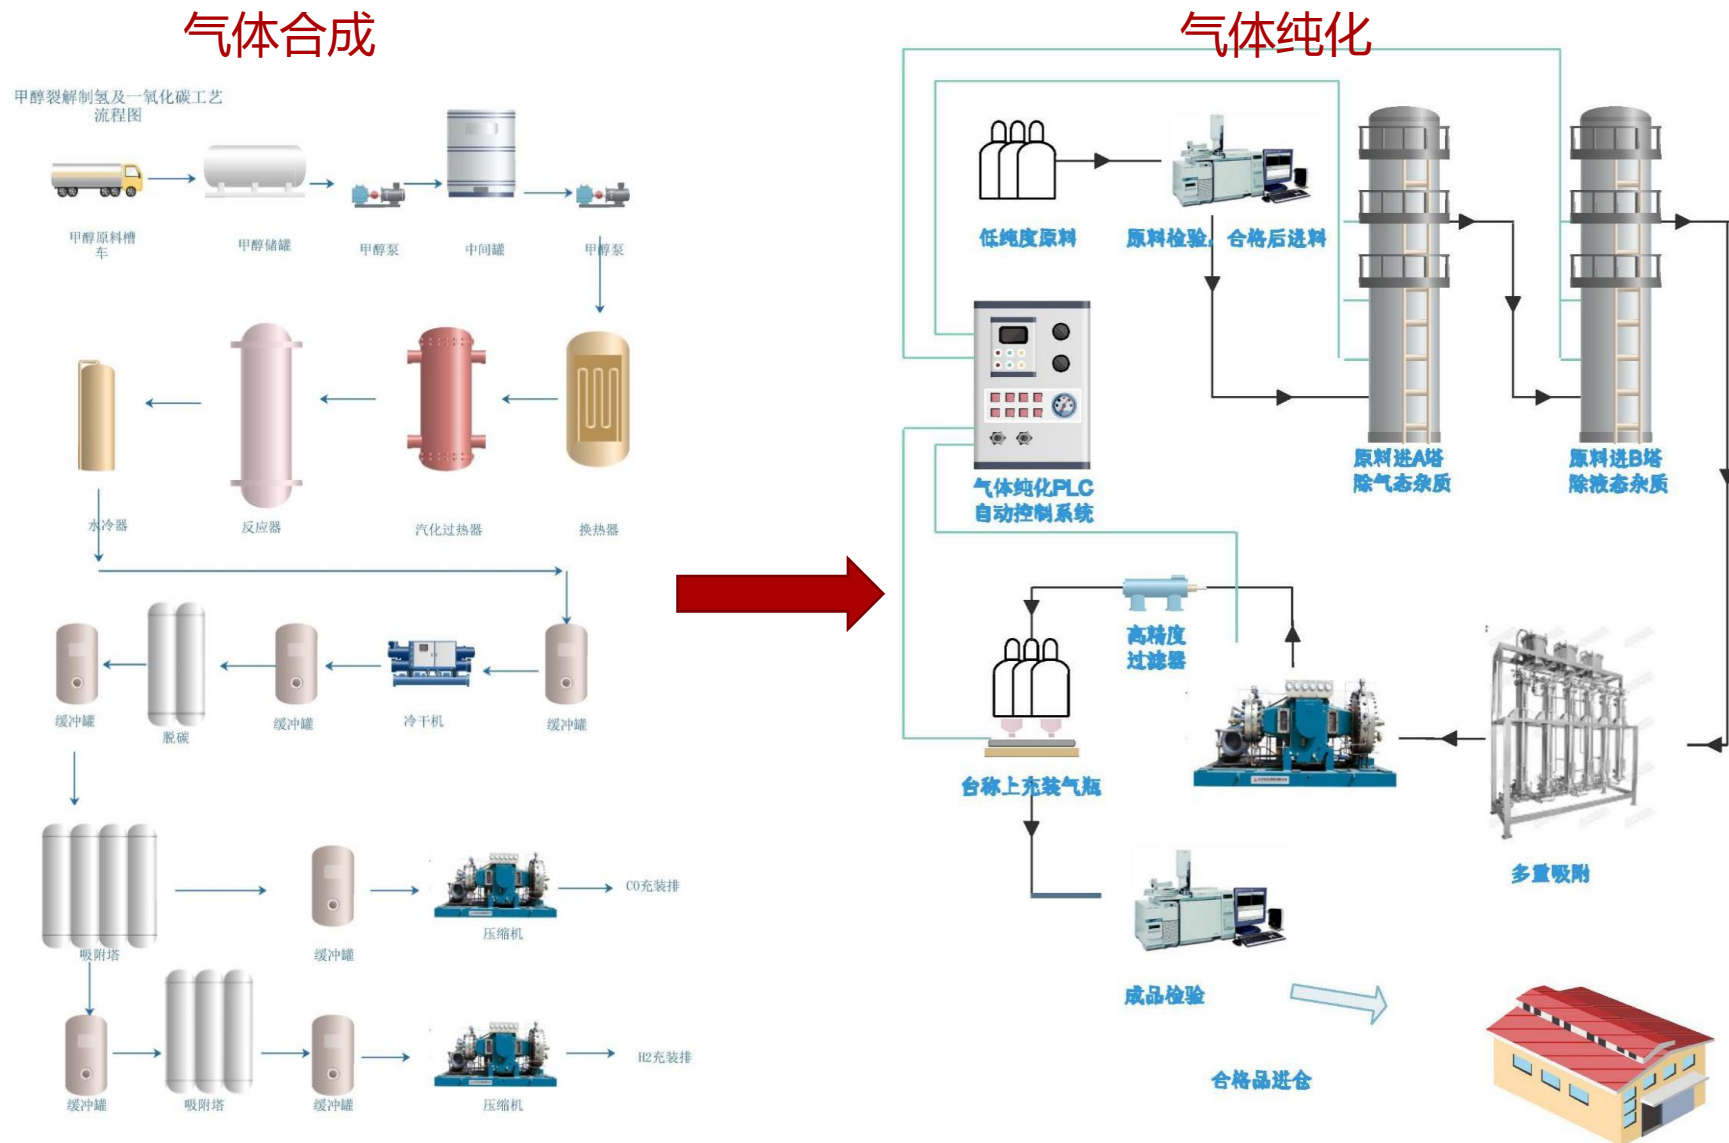 气体合成
气体纯化
甲醇裂解制氢及一氧化碳工艺
流程图
甲醇原料槽
车
甲醇储罐
甲醇泵
中间罐
甲醇泵
水冷器
反应器
汽化过热器
换热器
缓冲罐
脱碳
缓冲罐
冷干机
缓冲罐
吸附塔
缓冲罐
压缩机
CO充装排
缓冲罐
吸附塔
缓冲罐
压缩机
H2充装排
低纯度原料
原料检验,合格后进料
原料进A塔
除气态杂质
原料进B塔
除液态杂质
气体纯化PLC
自动控制系统
高精度
过滤器
台称上充装气瓶
多重吸附
成品检验
合格品进仓